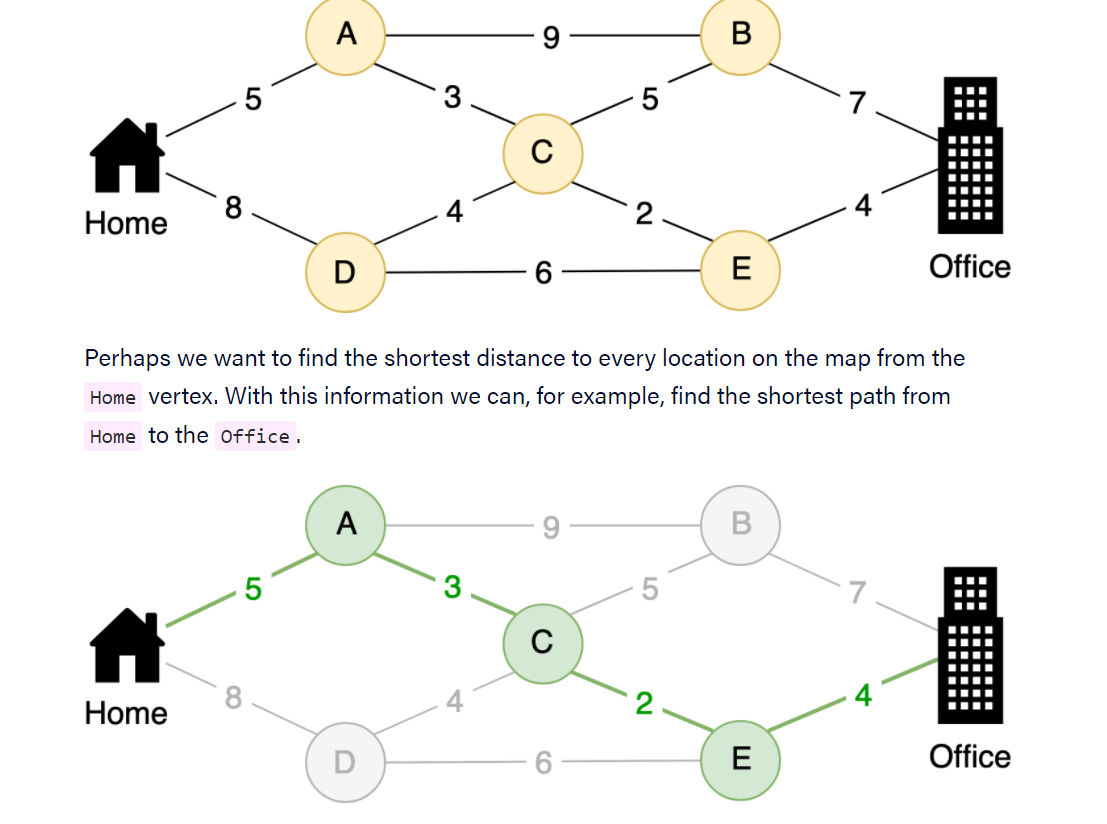 A 9 B
5 3 5 7
C
Home 8 4 2 4
D 6 E Office
Perhaps we want to find the shortest distance to every location on the map from the
Home vertex. With this information we can, for example, find the shortest path from
Home to the Office.
A 9 B
5 3 5 7
C
Home 8 4 2 4
D 6 E Office